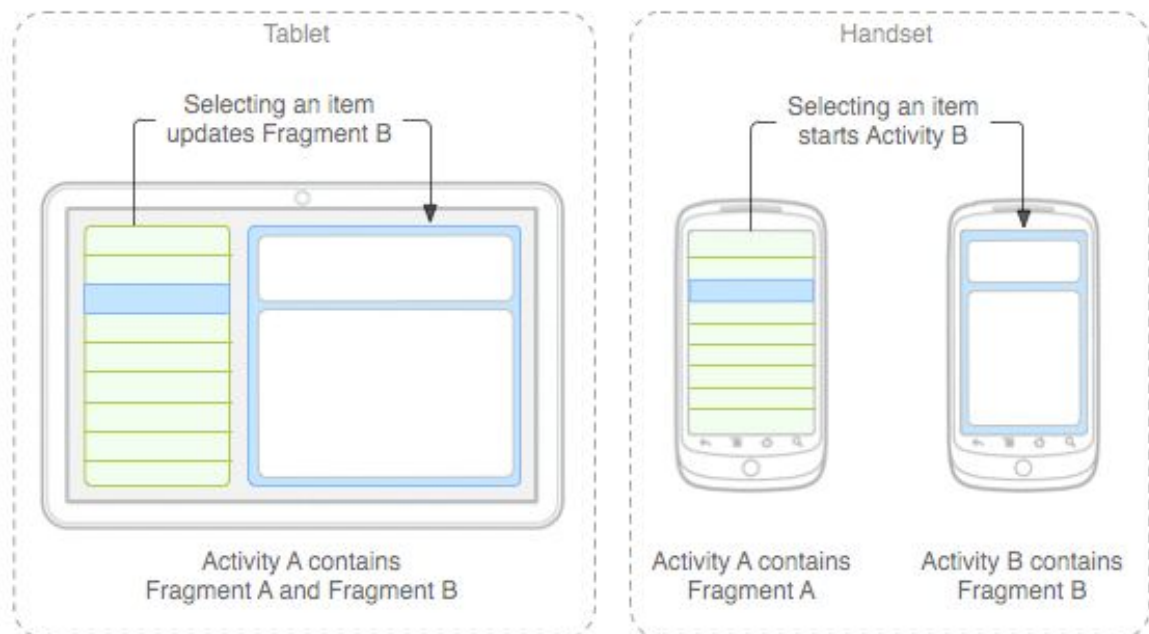 Tablet
Selecting an item
updates Fragment B
Activity A contains
Fragment A and Fragment B
Handset
Selecting an item
starts Activity B
Activity A contains
Fragment A
Activity B contains
Fragment B